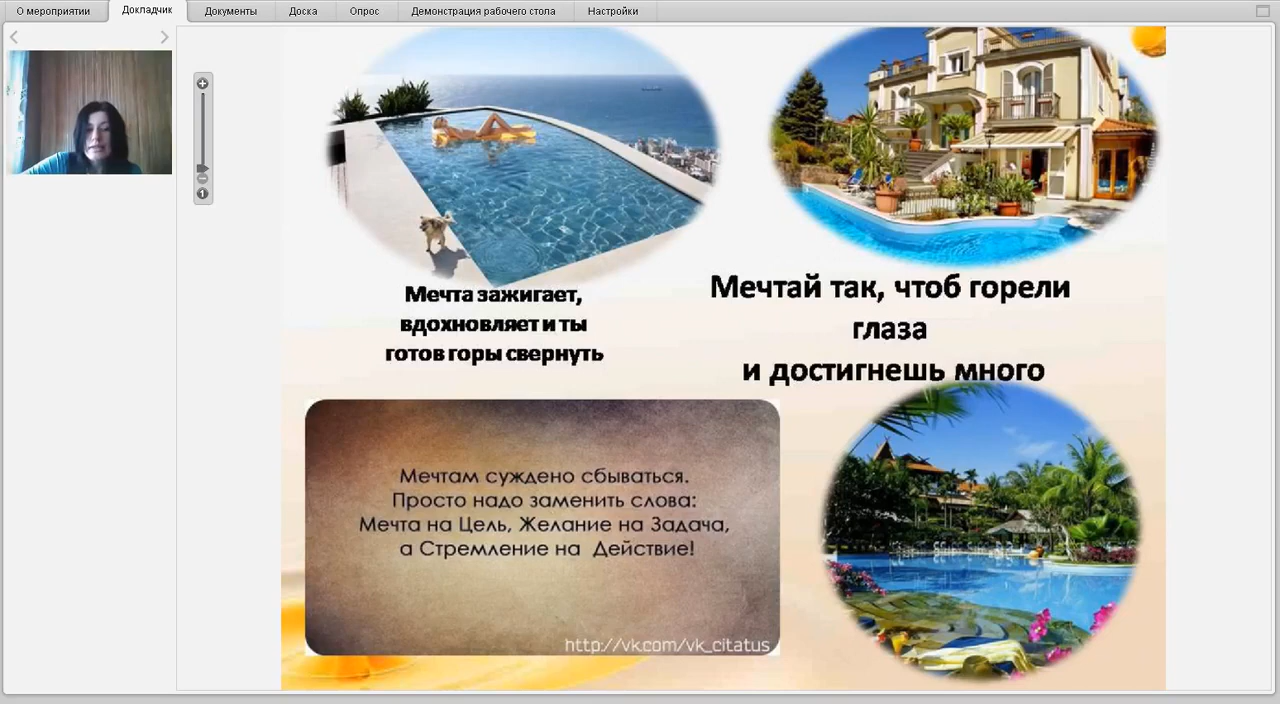 О мероприятии
Докладчик
Документы
Доска
Опрос
Демонстрация рабочего стола
Настройки
1
Мечта зажигает,
вдохновляет и ты
готов горы свернуть
Мечтай так, чтоб горели
глаза
и достигнешь много
Мечтам суждено сбываться.
Просто надо заменить слова:
Мечта на Цель, Желание на Задача,
а Стремление на Действие!
http://vk.com/vk_citatus